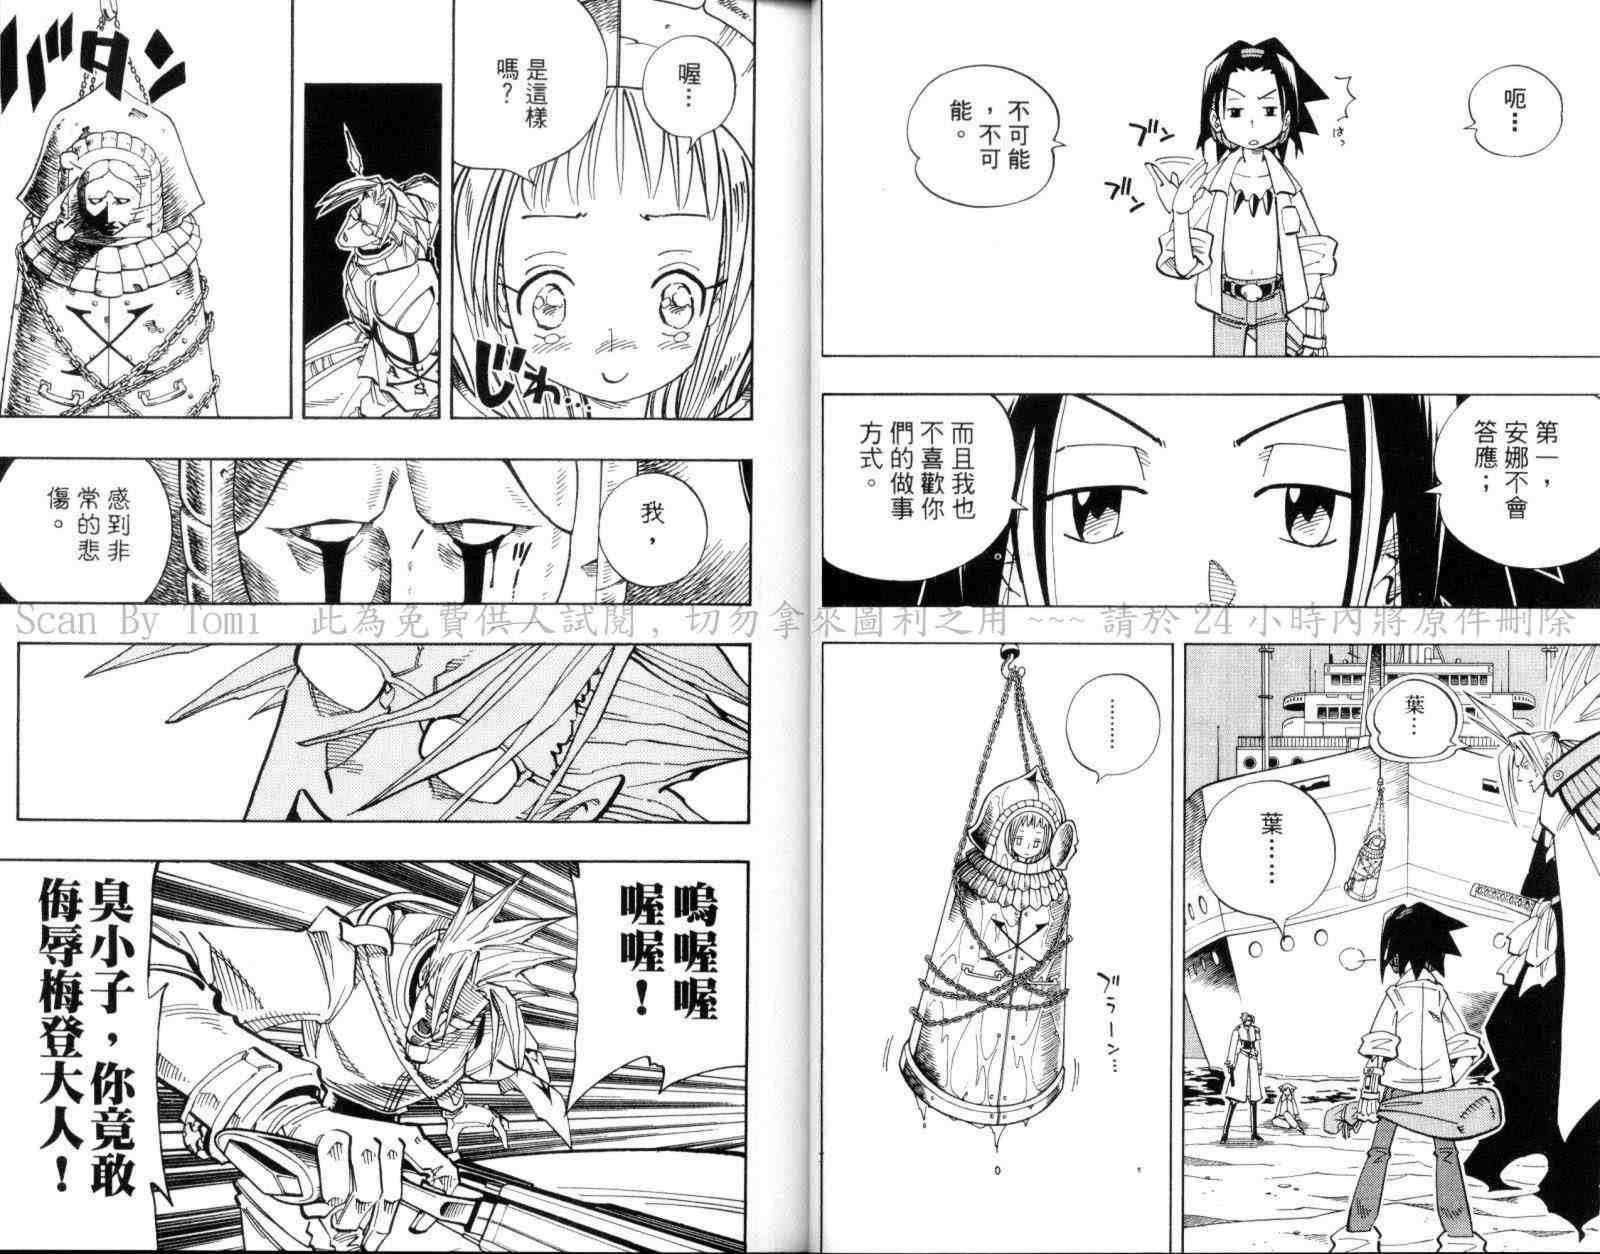 呃…
はっ
ブン
ブン
不可能
，不可
能。
第一，
安娜不會
答應；
而且我也
不喜歡你
們的做事
方式。
葉…
葉……
………
ブラーン…
喔…
是這樣
嗎？
じわ…
バタン
我，
感到非
常的悲
傷。
嗚喔喔
喔喔！
臭小子，你竟敢
侮辱梅登大人！
Scan By Tomi 此為免費供人試閱，切勿拿來圖利之用 ~~~ 請於 24 小時內將原件刪除